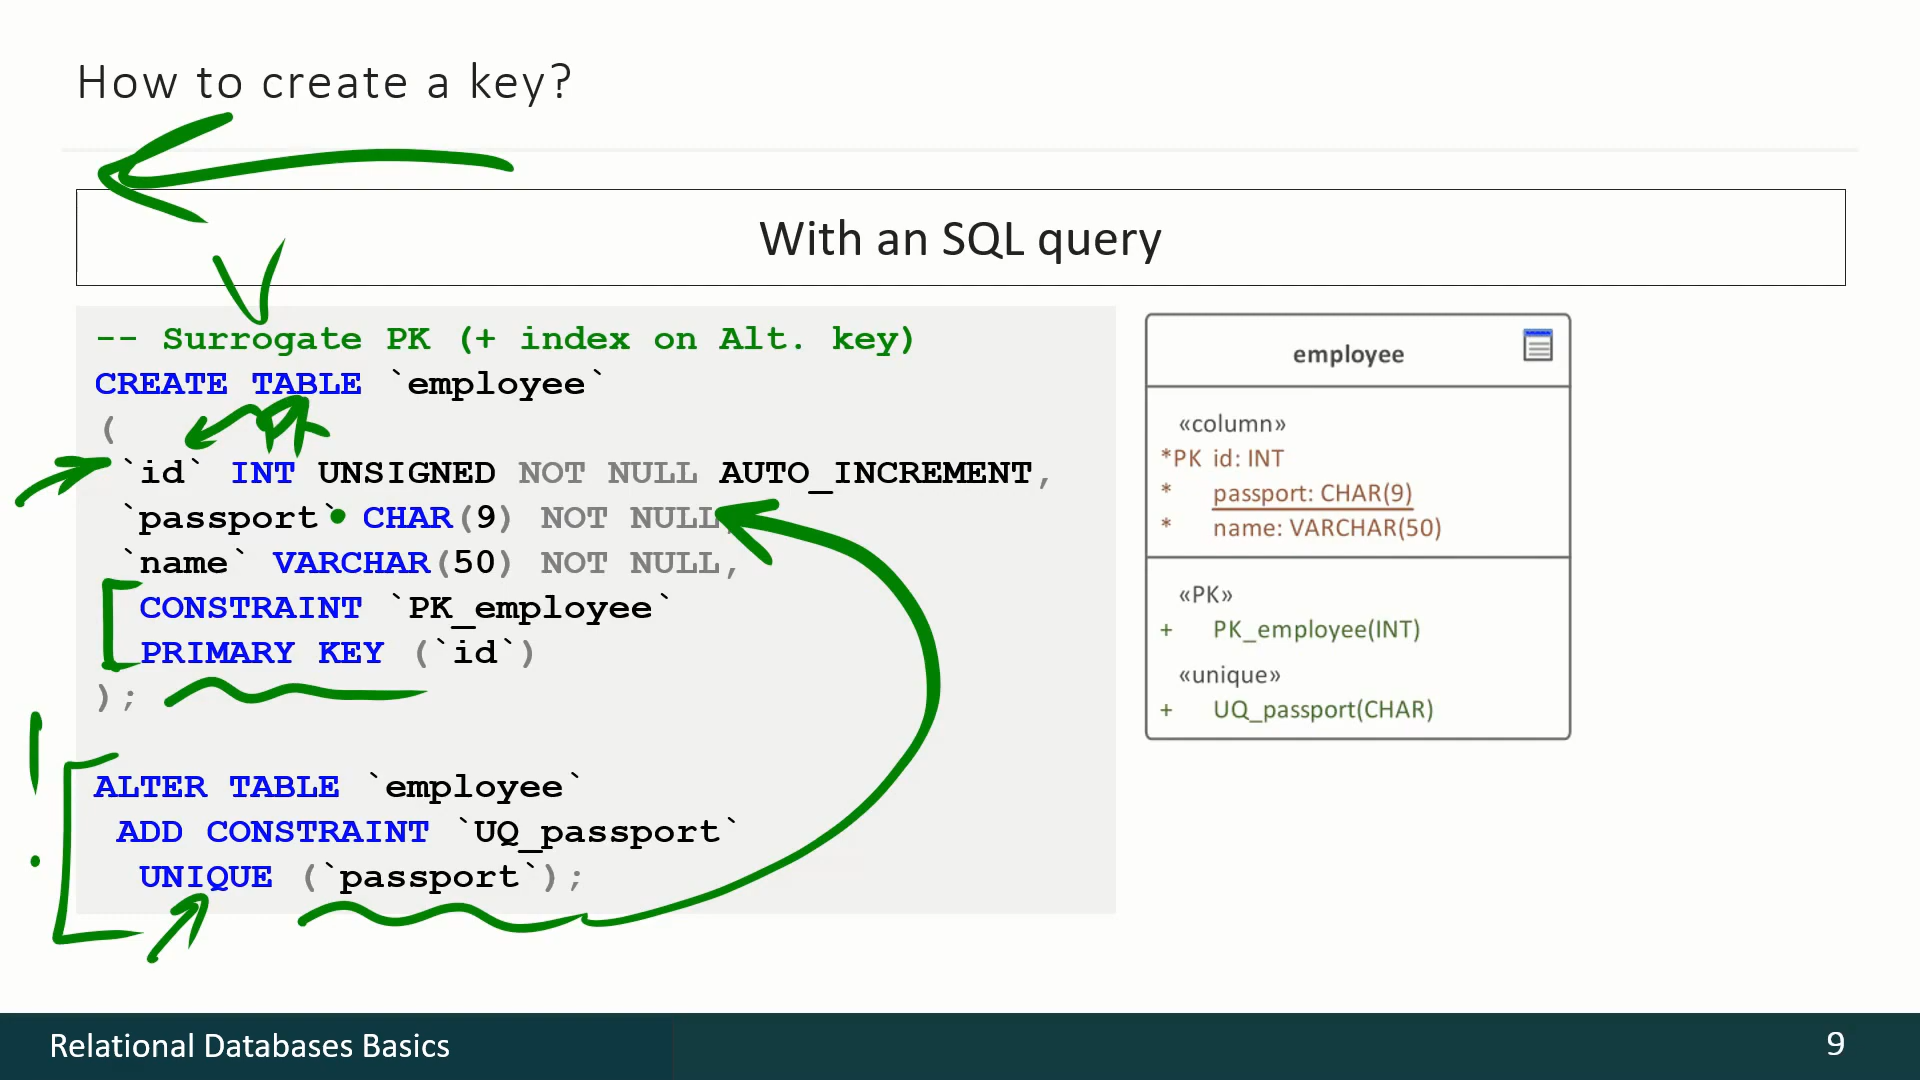 How to create a key?
With an SQL query
-- Surrogate PK (+ index on Alt. key)
CREATE TABLE `employee`
(
`id` INT UNSIGNED NOT NULL AUTO_INCREMENT,
`passport` CHAR(9) NOT NULL,
`name` VARCHAR(50) NOT NULL,
CONSTRAINT `PK_employee`
PRIMARY KEY (`id`)
);
ALTER TABLE `employee`
ADD CONSTRAINT `UQ_passport`
UNIQUE (`passport`);
employee
«column»
*PK id: INT
* passport: CHAR(9)
* name: VARCHAR(50)
«PK»
+ PK_employee(INT)
«unique»
+ UQ_passport(CHAR)
Relational Databases Basics
9